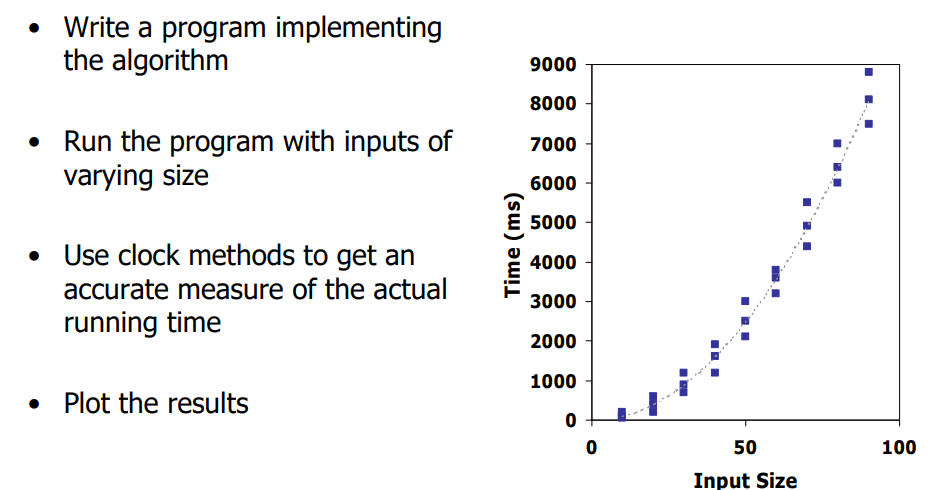 • Write a program implementing
the algorithm
• Run the program with inputs of
varying size
• Use clock methods to get an
accurate measure of the actual
running time
• Plot the results
9000
8000
7000
6000
5000
4000
3000
2000
1000
0
Time (ms)
0 50 100
Input Size